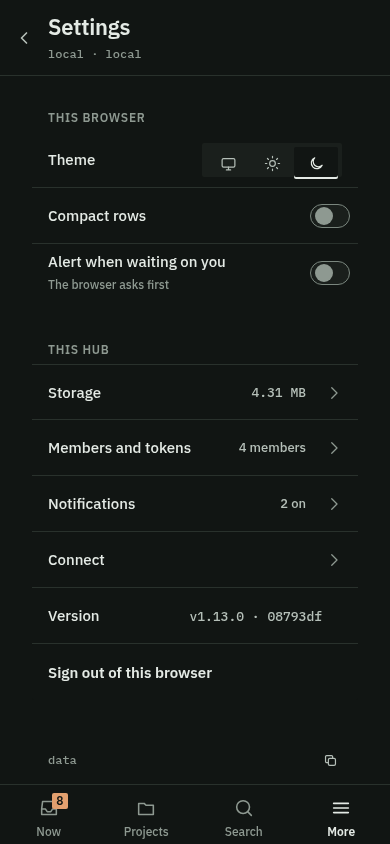 Settings
local · local
THIS BROWSER
Theme
Compact rows
Alert when waiting on you
The browser asks first
THIS HUB
Storage 4.31 MB
Members and tokens 4 members
Notifications 2 on
Connect
Version v1.13.0 · 08793df
Sign out of this browser
data
8
Now Projects Search More